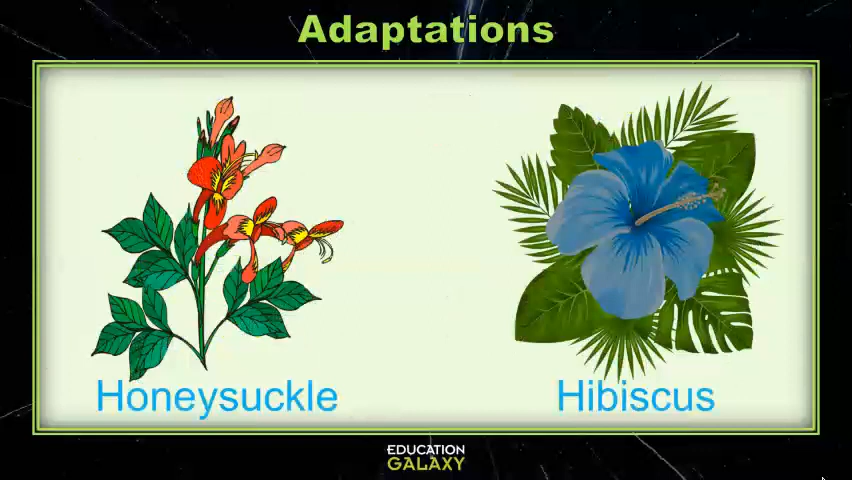 Adaptations
Honeysuckle
Hibiscus
EDUCATION
GALAXY